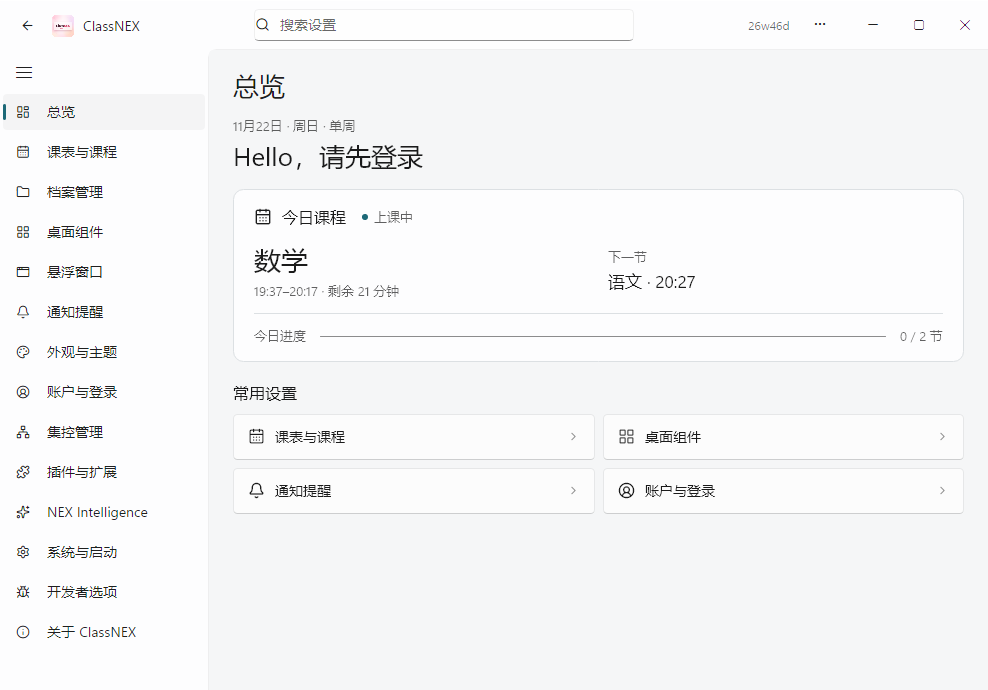 ClassNEX
搜索设置
26w46d
总览
课表与课程
档案管理
桌面组件
悬浮窗口
通知提醒
外观与主题
账户与登录
集控管理
插件与扩展
NEX Intelligence
系统与启动
开发者选项
关于 ClassNEX
总览
11月22日 · 周日 · 单周
Hello，请先登录
今日课程 上课中
数学
19:37–20:17 · 剩余 21 分钟
下一节
语文 · 20:27
今日进度 0 / 2 节
常用设置
课表与课程
桌面组件
通知提醒
账户与登录